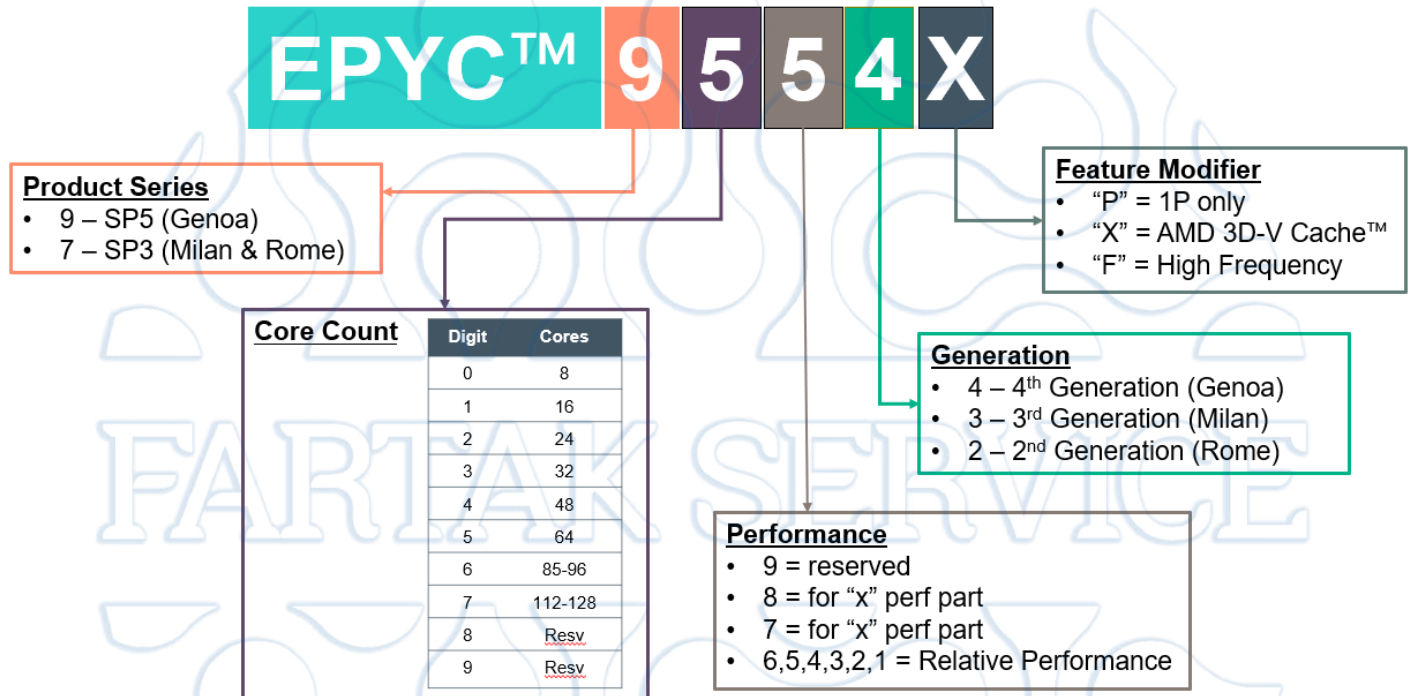 EPYC™ 9 5 5 4 X
Product Series
• 9 – SP5 (Genoa)
• 7 – SP3 (Milan & Rome)
Feature Modifier
• “P” = 1P only
• “X” = AMD 3D-V Cache™
• “F” = High Frequency
Core Count
Digit Cores
0 8
1 16
2 24
3 32
4 48
5 64
6 85-96
7 112-128
8 Resv
9 Resv
Generation
• 4 – 4th Generation (Genoa)
• 3 – 3rd Generation (Milan)
• 2 – 2nd Generation (Rome)
Performance
• 9 = reserved
• 8 = for “x” perf part
• 7 = for “x” perf part
• 6,5,4,3,2,1 = Relative Performance
FARTAK SERVICE